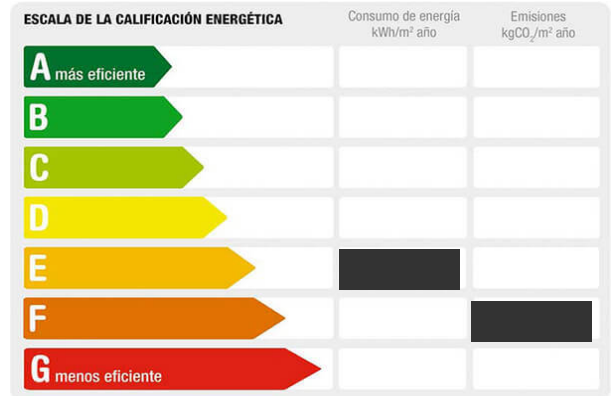 ESCALA DE LA CALIFICACIÓN ENERGÉTICA
Consumo de energía
kWh/m² año
Emisiones
kgCO₂/m² año
A más eficiente
B
C
D
E
F
G menos eficiente